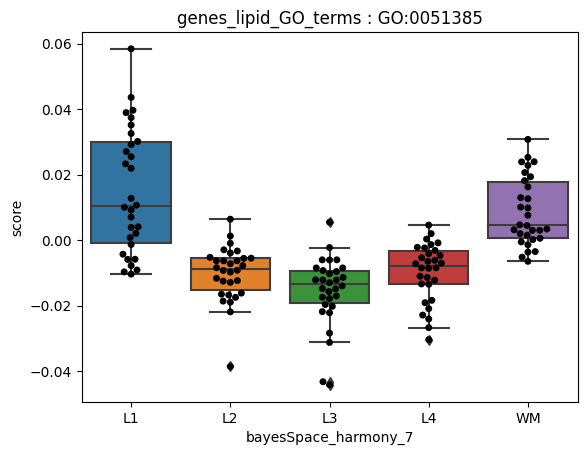 genes_lipid_GO_terms : GO:0051385
0.06
0.04
0.02
0.00
−0.02
−0.04
score
L1 L2 L3 L4 WM
bayesSpace_harmony_7